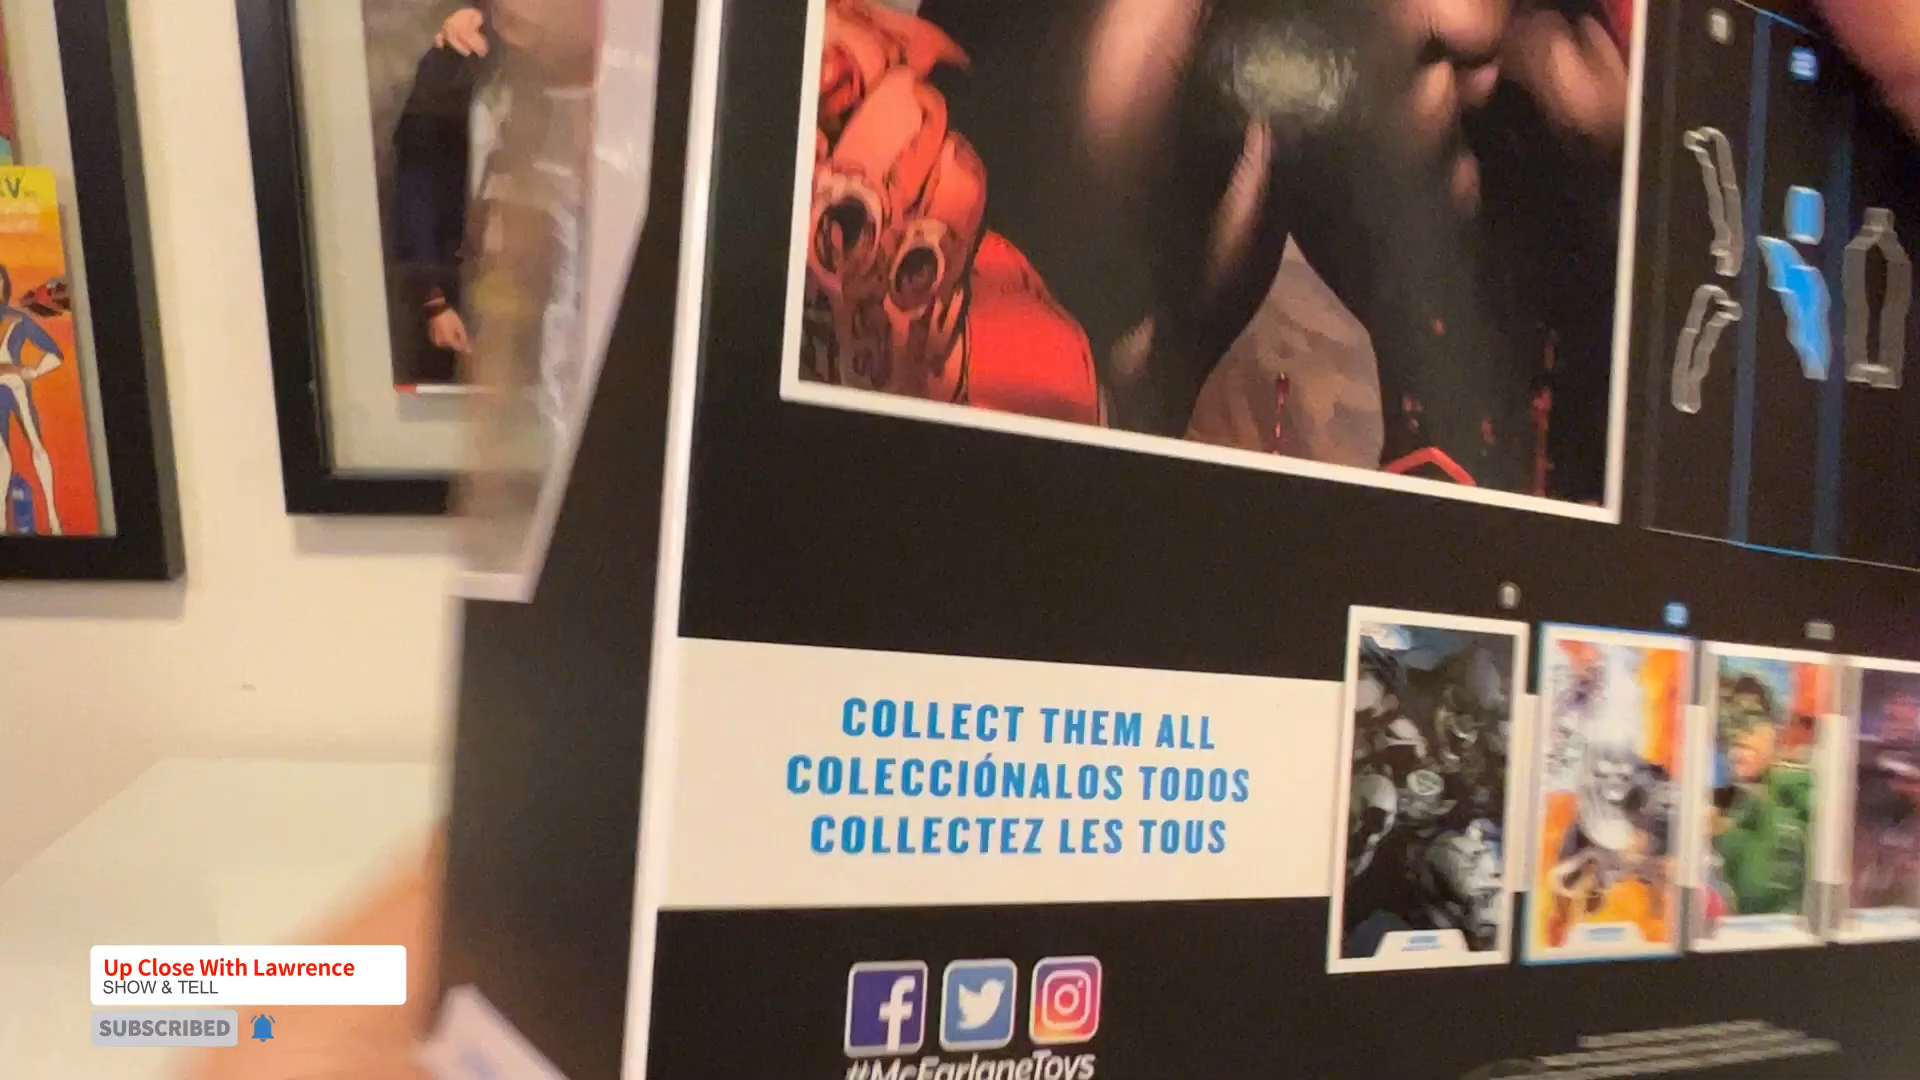 COLLECT THEM ALL
COLECCIÓNALOS TODOS
COLLECTEZ LES TOUS
#McFarlaneToys
Up Close With Lawrence
SHOW & TELL
SUBSCRIBED